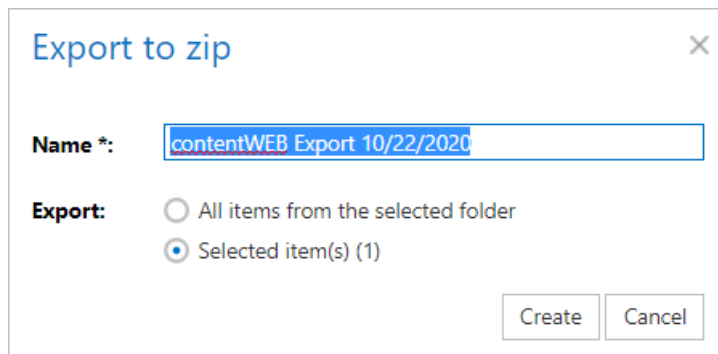 Export to zip
Name *: contentWEB Export 10/22/2020
Export: All items from the selected folder
Selected item(s) (1)
Create Cancel